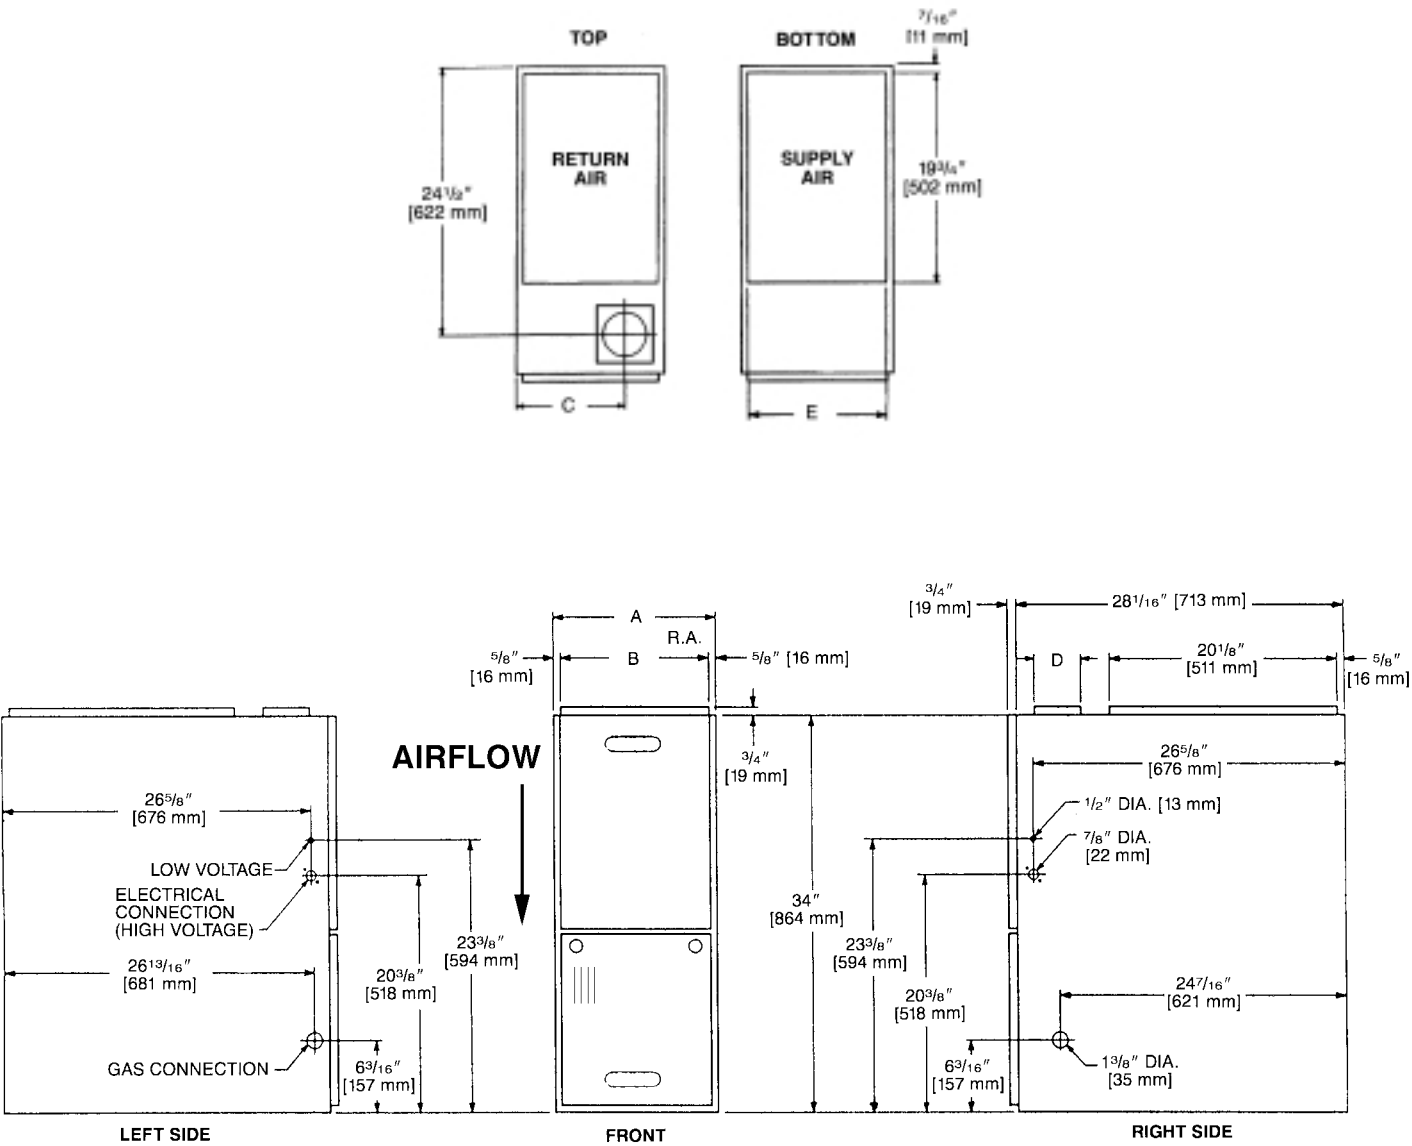 TOP
BOTTOM
7/16"
[11 mm]
RETURN
AIR
SUPPLY
AIR
24 1/2"
[622 mm]
19 3/4"
[502 mm]
C
E
3/4"
[19 mm]
28 1/16" [713 mm]
A
R.A.
5/8"
[16 mm]
B
5/8" [16 mm]
D
20 1/8"
[511 mm]
5/8"
[16 mm]
AIRFLOW
3/4"
[19 mm]
26 5/8"
[676 mm]
26 5/8"
[676 mm]
1/2" DIA. [13 mm]
7/8" DIA.
[22 mm]
LOW VOLTAGE
ELECTRICAL
CONNECTION
(HIGH VOLTAGE)
34"
[864 mm]
23 3/8"
[594 mm]
23 3/8"
[594 mm]
26 13/16"
[681 mm]
20 3/8"
[518 mm]
20 3/8"
[518 mm]
24 7/16"
[621 mm]
GAS CONNECTION
6 3/16"
[157 mm]
6 3/16"
[157 mm]
1 3/8" DIA.
[35 mm]
LEFT SIDE
FRONT
RIGHT SIDE